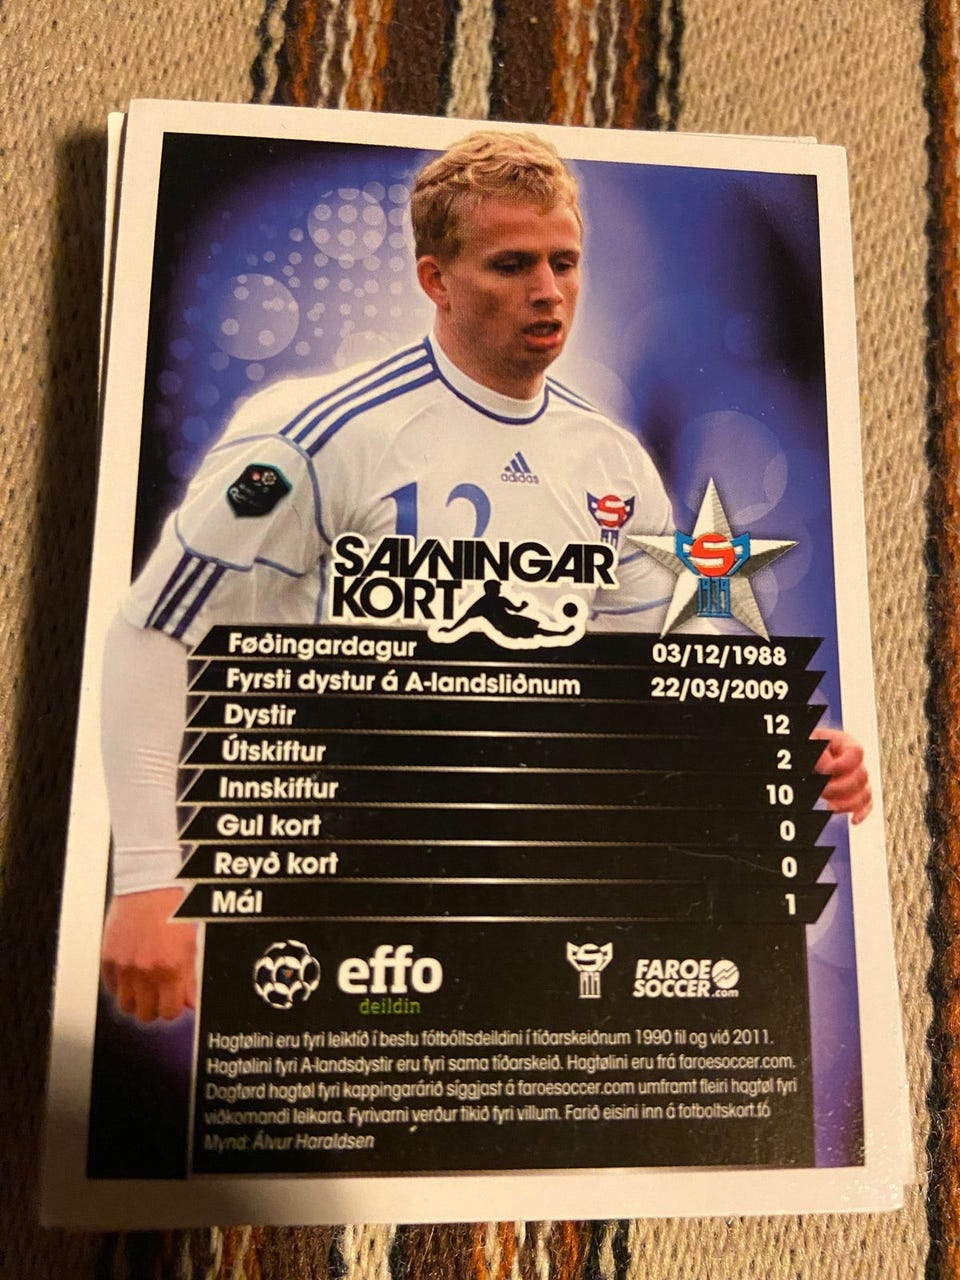 12
adidas
SAVNINGAR
KORT
Føðingardagur 03/12/1988
Fyrsti dystur á A-landsliðnum 22/03/2009
Dystir 12
Útskiftur 2
Innskiftur 10
Gul kort 0
Reyð kort 0
Mál 1
effo
deildin
FAROE
SOCCER.com
Hagtølini eru fyri leiktíð í bestu fótbóltsdeildini í tíðarskeiðnum 1990 til og við 2011.
Hagtølini fyri A-landsdystir eru fyri sama tíðarskeið. Hagtølini eru frá faroesoccer.com.
Dagførd hagtøl fyri kappingarárið síggjast á faroesoccer.com umframt fleiri hagtøl fyri
viðkomandi leikara. Fyrivarni verður tikið fyri villum. Farið eisini inn á fotboltskort.fo
Mynd: Álvur Haraldsen